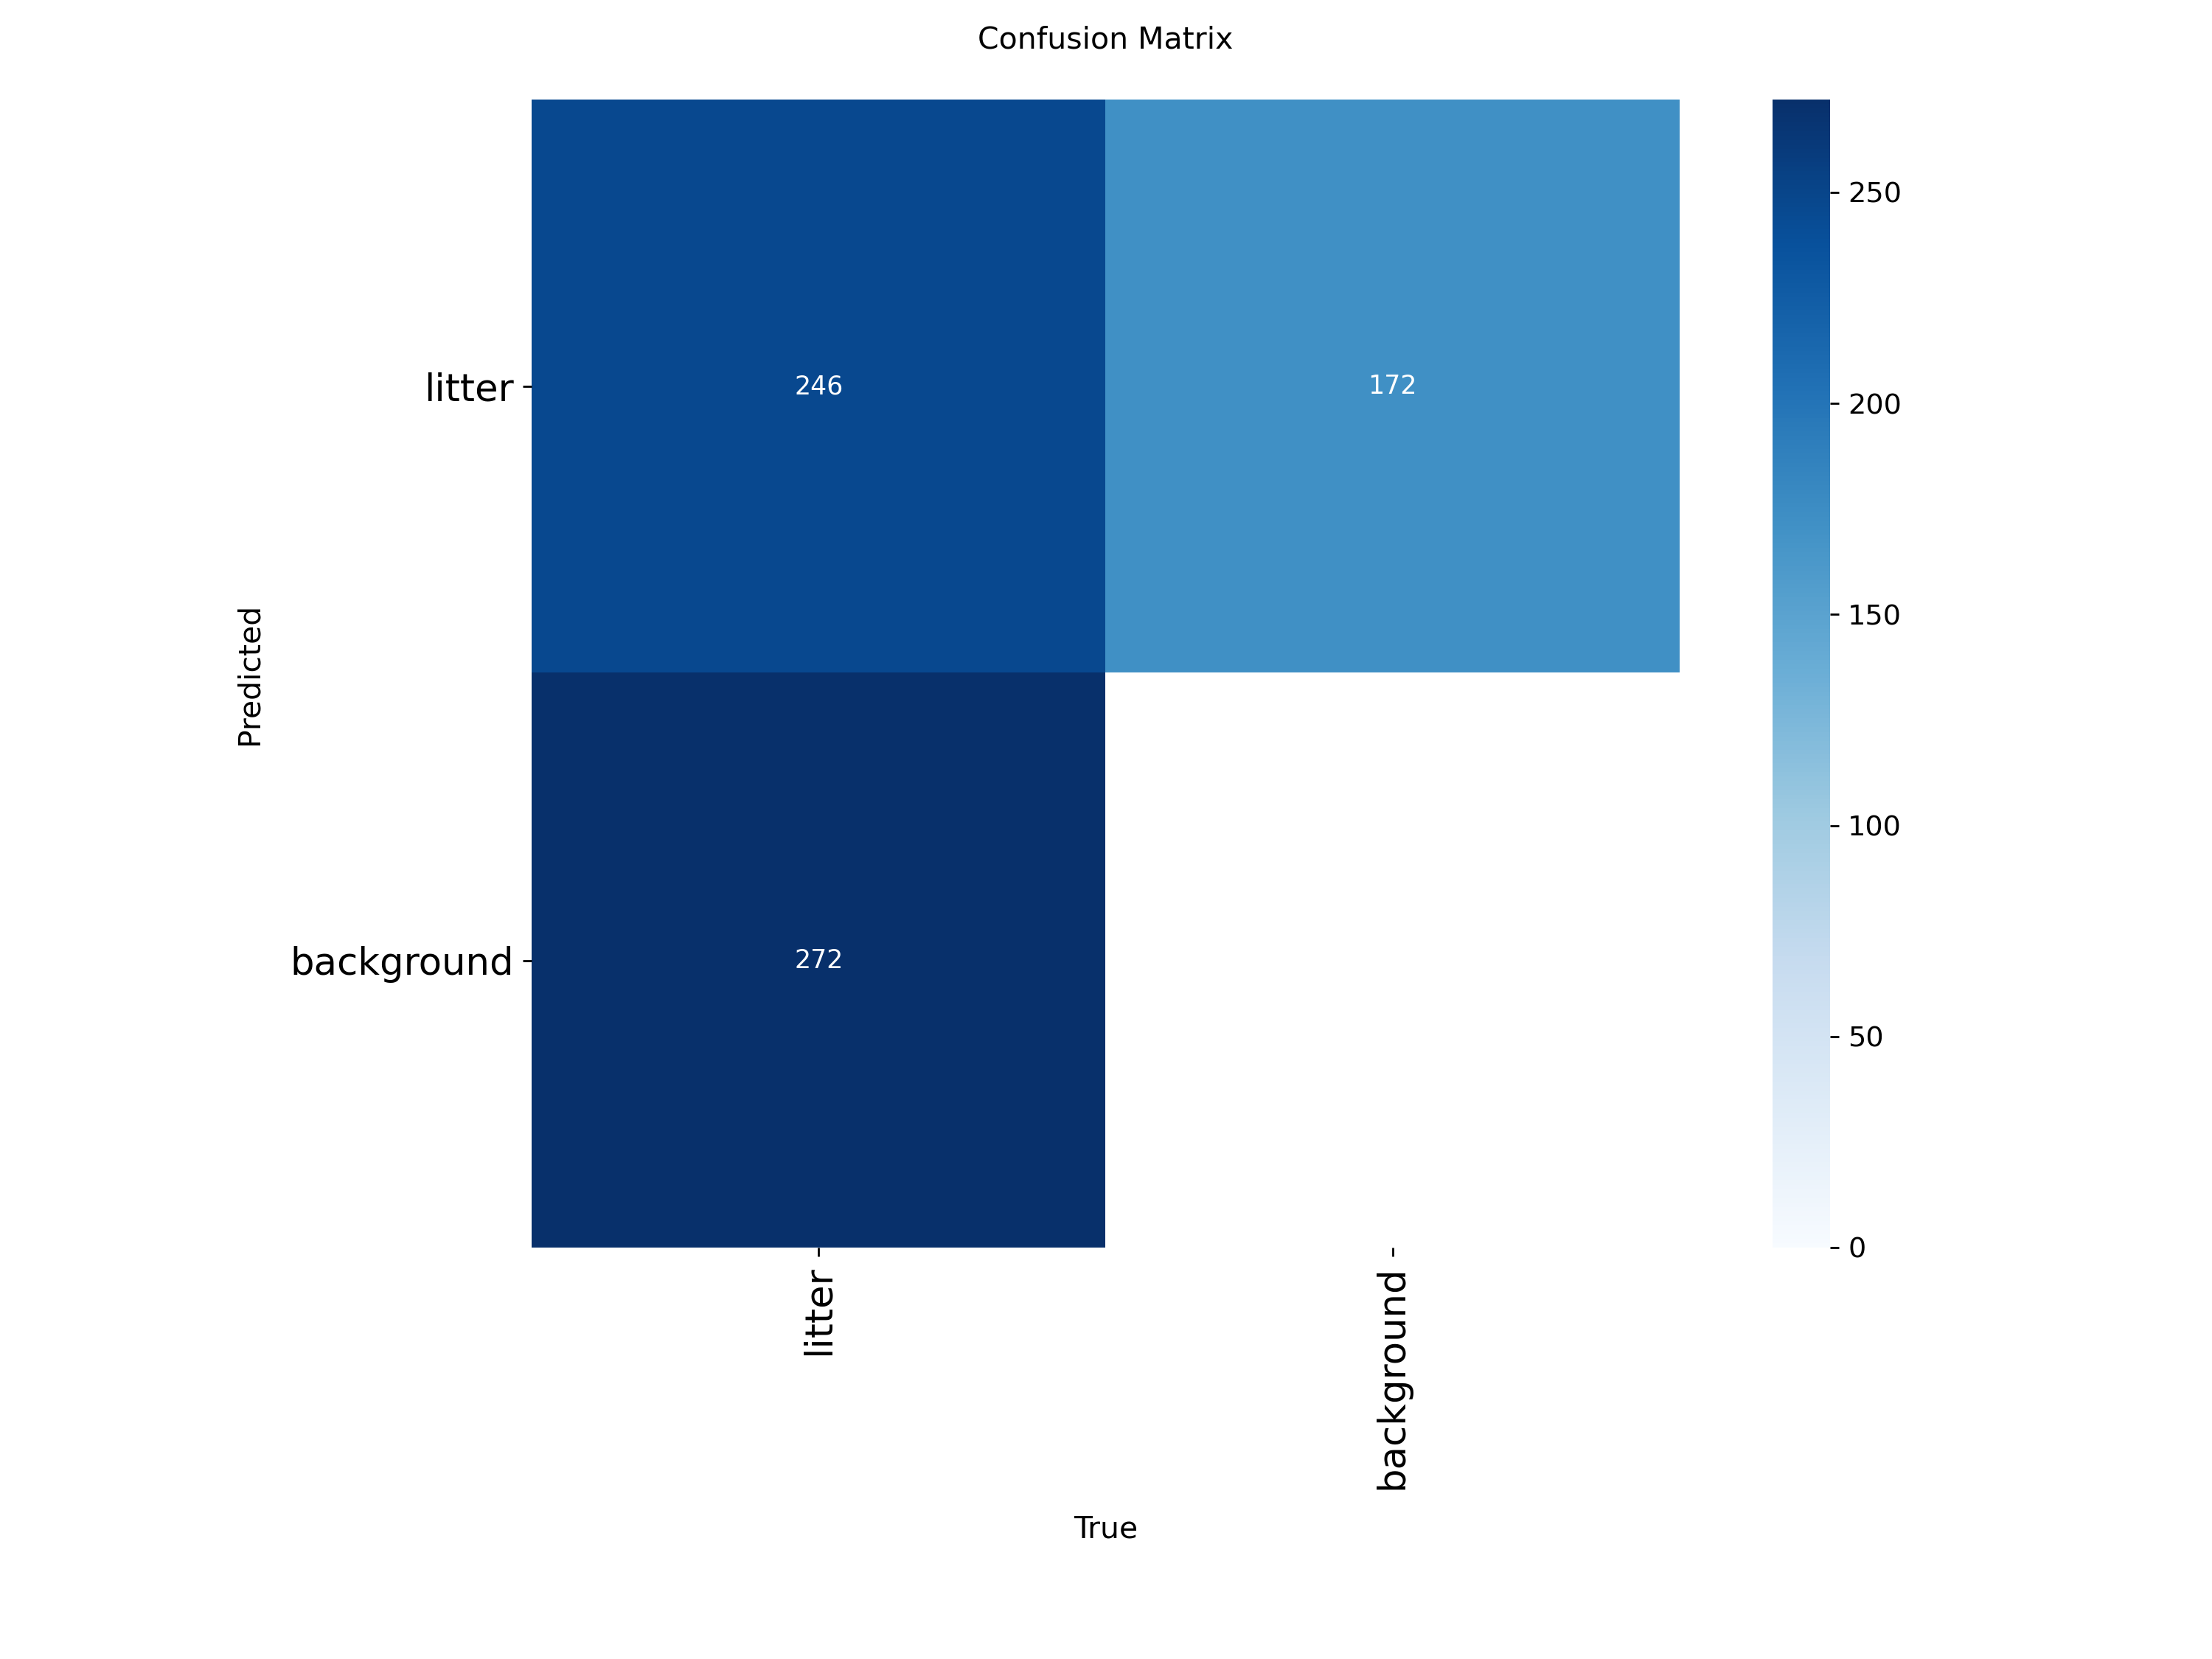 Confusion Matrix
litter
246
172
250
200
150
100
50
0
Predicted
background
272
litter
background
True